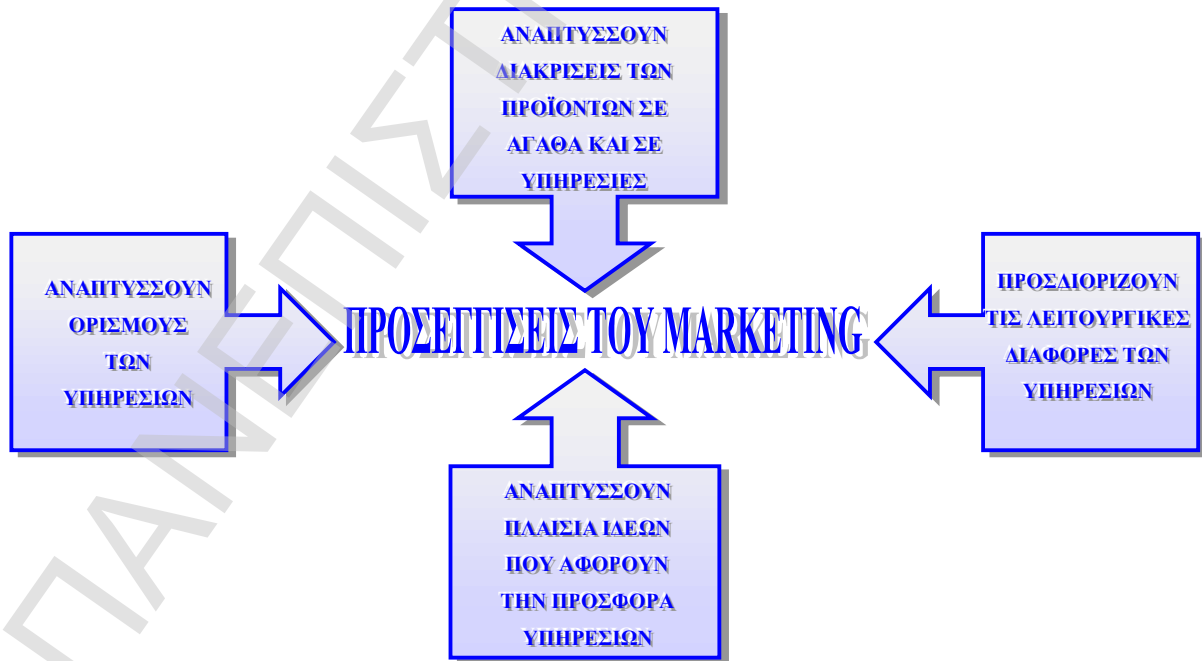 ΑΝΑΠΤΥΣΣΟΥΝ
ΔΙΑΚΡΙΣΕΙΣ ΤΩΝ
ΠΡΟΪΟΝΤΩΝ ΣΕ
ΑΓΑΘΑ ΚΑΙ ΣΕ
ΥΠΗΡΕΣΙΕΣ
ΑΝΑΠΤΥΣΣΟΥΝ
ΟΡΙΣΜΟΥΣ
ΤΩΝ
ΥΠΗΡΕΣΙΩΝ
ΠΡΟΣΕΓΓΙΣΕΙΣ ΤΟΥ MARKETING
ΠΡΟΣΔΙΟΡΙΖΟΥΝ
ΤΙΣ ΛΕΙΤΟΥΡΓΙΚΕΣ
ΔΙΑΦΟΡΕΣ ΤΩΝ
ΥΠΗΡΕΣΙΩΝ
ΑΝΑΠΤΥΣΣΟΥΝ
ΠΛΑΙΣΙΑ ΙΔΕΩΝ
ΠΟΥ ΑΦΟΡΟΥΝ
ΤΗΝ ΠΡΟΣΦΟΡΑ
ΥΠΗΡΕΣΙΩΝ